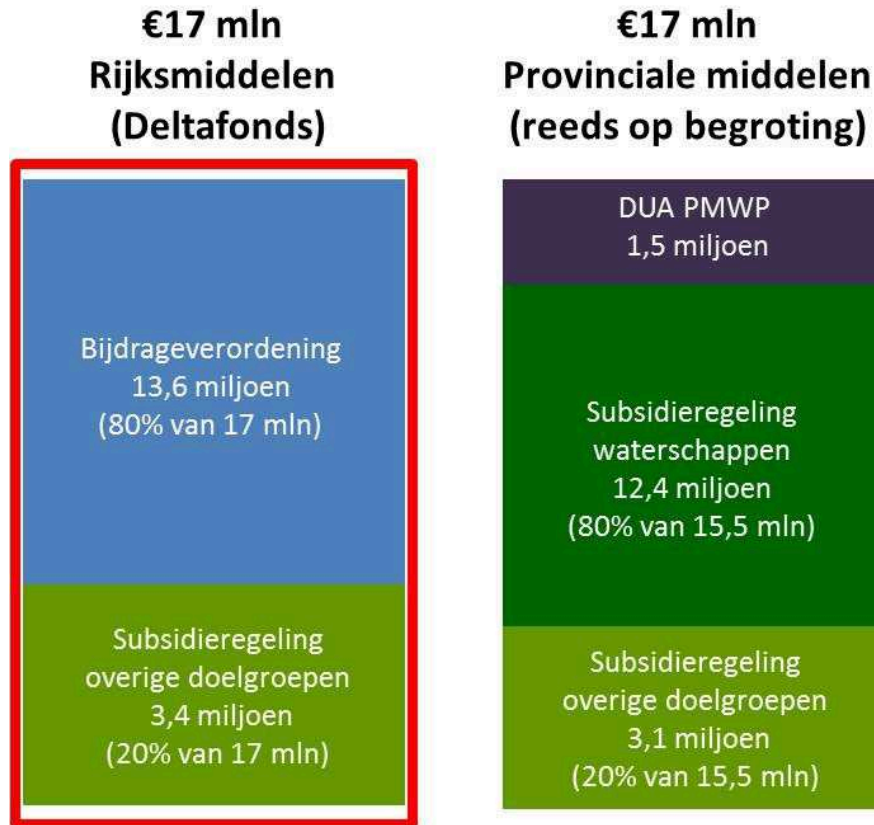 €17 mln
Rijksmiddelen
(Deltafonds)
Bijdrageverordening
13,6 miljoen
(80% van 17 mln)
Subsidieregeling
overige doelgroepen
3,4 miljoen
(20% van 17 mln)
€17 mln
Provinciale middelen
(reeds op begroting)
DUA PMWP
1,5 miljoen
Subsidieregeling
waterschappen
12,4 miljoen
(80% van 15,5 mln)
Subsidieregeling
overige doelgroepen
3,1 miljoen
(20% van 15,5 mln)